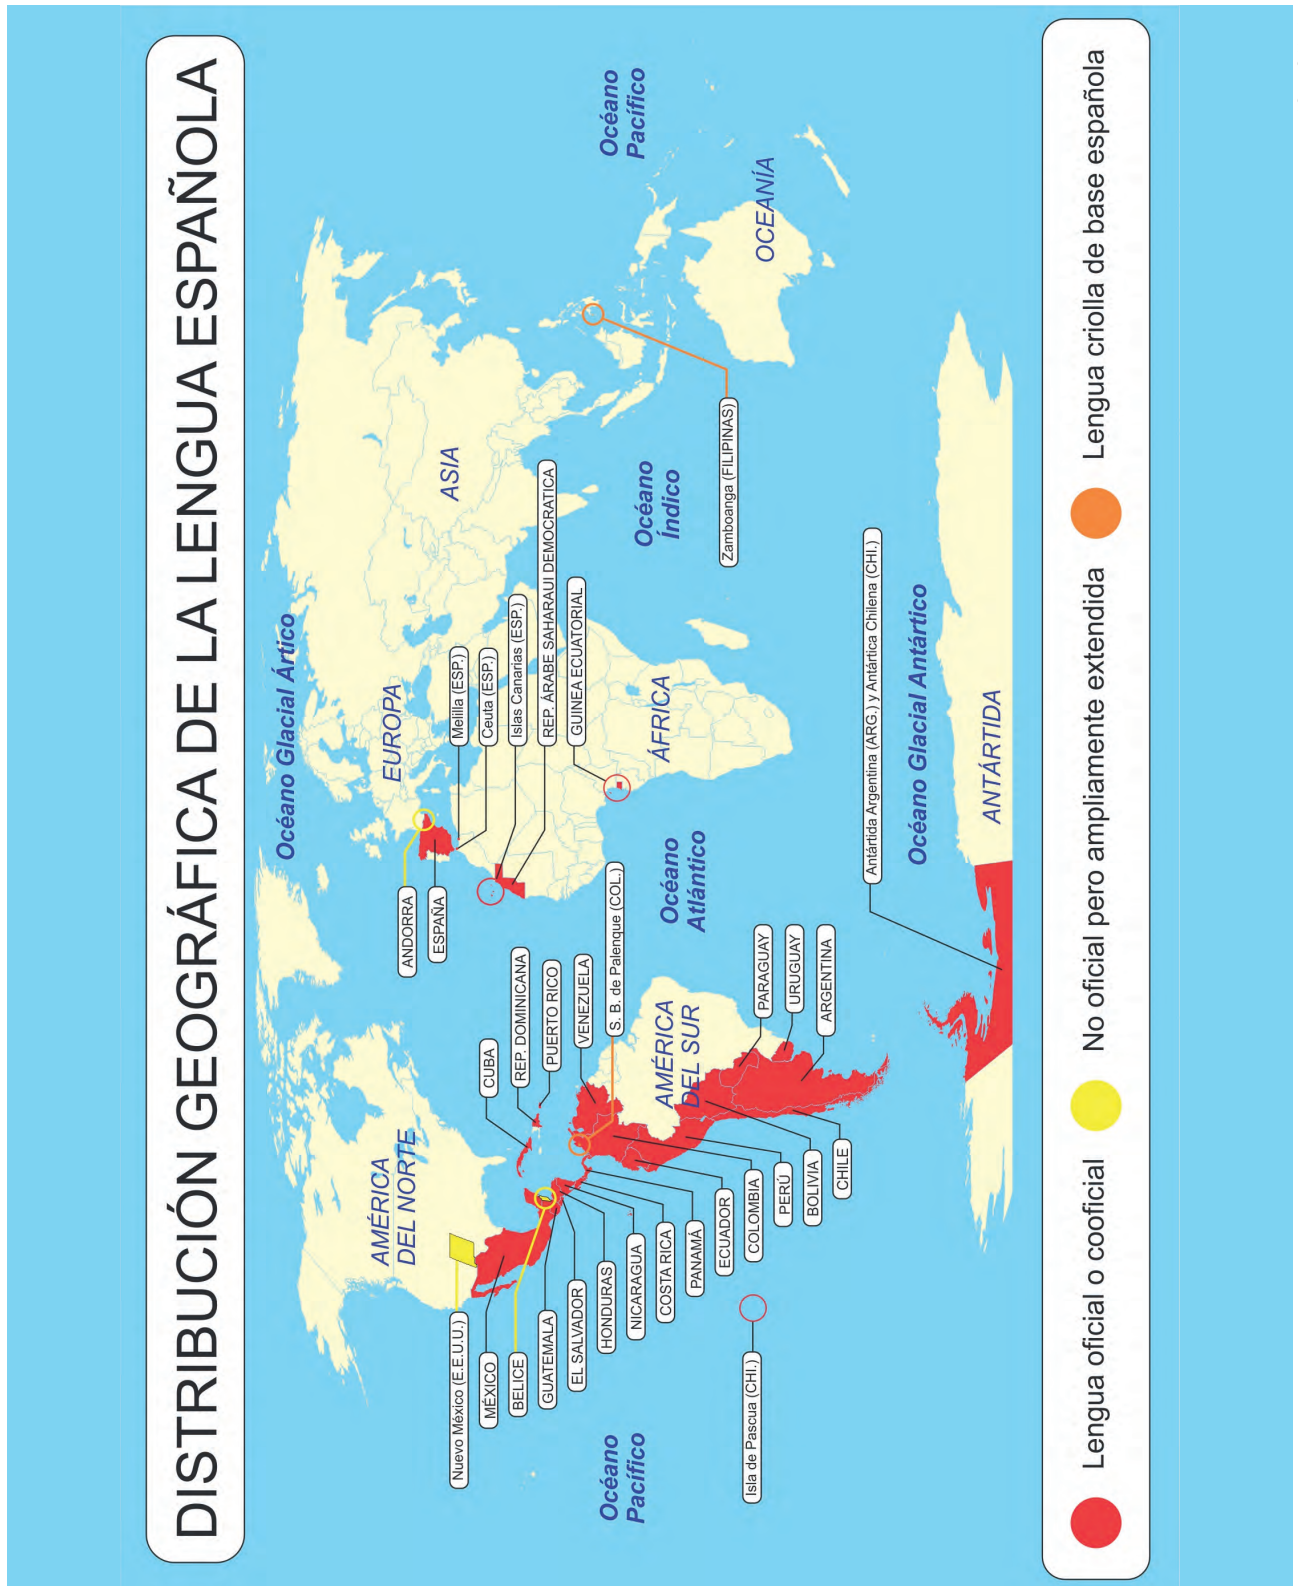 DISTRIBUCIÓN GEOGRÁFICA DE LA LENGUA ESPAÑOLA
Océano Glacial Ártico
AMÉRICA
DEL NORTE
EUROPA
ASIA
ANDORRA
ESPAÑA
Nuevo México (E.E.U.U.)
MÉXICO
BELICE
GUATEMALA
EL SALVADOR
HONDURAS
NICARAGUA
COSTA RICA
PANAMÁ
ECUADOR
COLOMBIA
PERÚ
BOLIVIA
CHILE
CUBA
REP. DOMINICANA
PUERTO RICO
VENEZUELA
S. B. de Palenque (COL.)
Melilla (ESP.)
Ceuta (ESP.)
Islas Canarias (ESP.)
REP. ÁRABE SAHARAUI DEMOCRATICA
GUINEA ECUATORIAL
Océano
Pacífico
Océano
Atlántico
Océano
Índico
Océano
Pacífico
AMÉRICA
DEL SUR
ÁFRICA
OCEANÍA
Zamboanga (FILIPINAS)
PARAGUAY
URUGUAY
ARGENTINA
Isla de Pascua (CHI.)
Antártida Argentina (ARG.) y Antártica Chilena (CHI.)
Océano Glacial Antártico
ANTÁRTIDA
Lengua oficial o cooficial
No oficial pero ampliamente extendida
Lengua criolla de base española